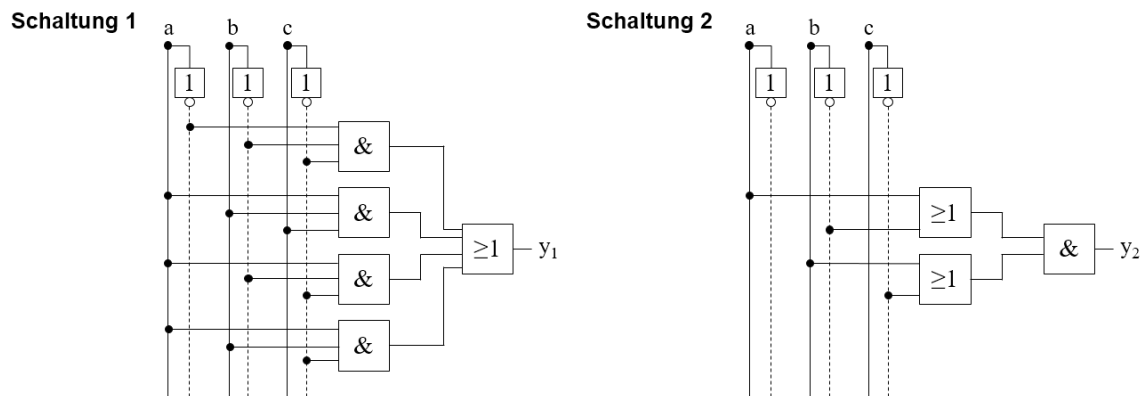 Schaltung 1
a b c
1 1 1
&
&
≥1 y₁
&
&
Schaltung 2
a b c
1 1 1
≥1
& y₂
≥1